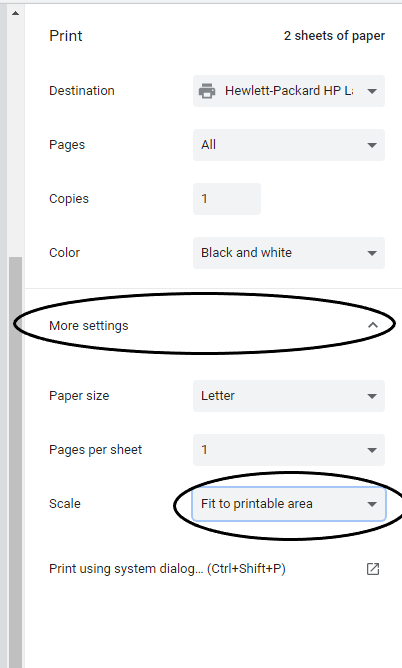 Print 2 sheets of paper
Destination Hewlett-Packard HP L
Pages All
Copies 1
Color Black and white
More settings
Paper size Letter
Pages per sheet 1
Scale Fit to printable area
Print using system dialog... (Ctrl+Shift+P)